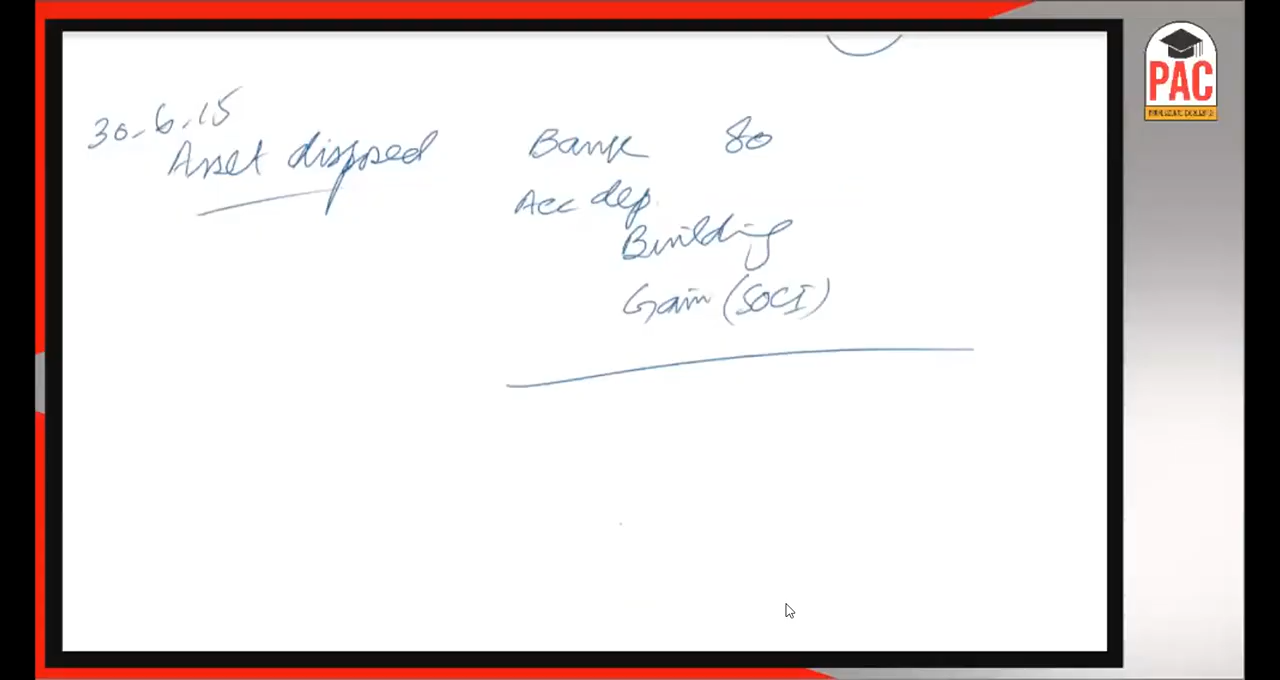 30-6-15
Asset disposed Bank 80
Acc dep.
Building
Gain (SOCI)
PAC